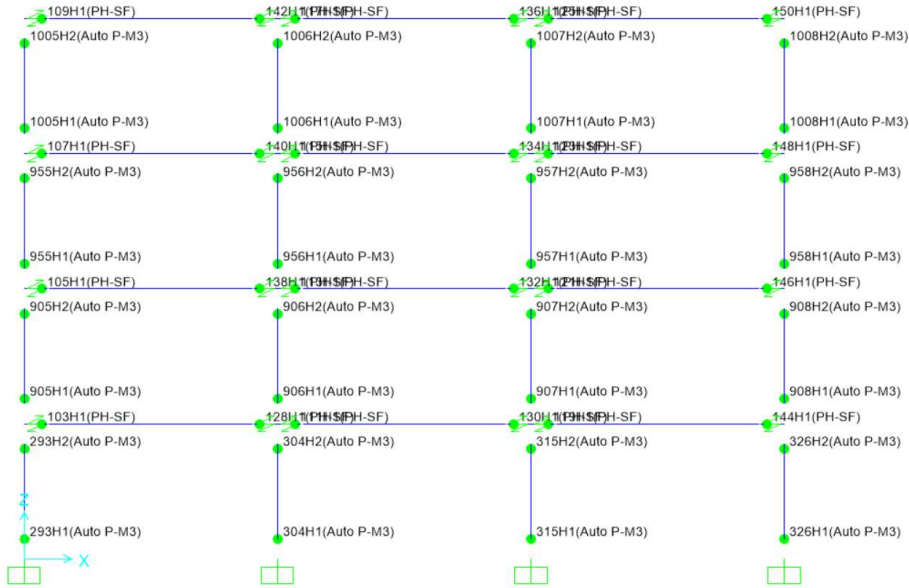 109H1(PH-SF) 150H1(PH-SF)
1005H2(Auto P-M3) 1006H2(Auto P-M3) 1007H2(Auto P-M3) 1008H2(Auto P-M3)
1005H1(Auto P-M3) 1006H1(Auto P-M3) 1007H1(Auto P-M3) 1008H1(Auto P-M3)
107H1(PH-SF) 148H1(PH-SF)
955H2(Auto P-M3) 956H2(Auto P-M3) 957H2(Auto P-M3) 958H2(Auto P-M3)
955H1(Auto P-M3) 956H1(Auto P-M3) 957H1(Auto P-M3) 958H1(Auto P-M3)
105H1(PH-SF) 146H1(PH-SF)
905H2(Auto P-M3) 906H2(Auto P-M3) 907H2(Auto P-M3) 908H2(Auto P-M3)
905H1(Auto P-M3) 906H1(Auto P-M3) 907H1(Auto P-M3) 908H1(Auto P-M3)
103H1(PH-SF) 144H1(PH-SF)
293H2(Auto P-M3) 304H2(Auto P-M3) 315H2(Auto P-M3) 326H2(Auto P-M3)
Z
293H1(Auto P-M3) 304H1(Auto P-M3) 315H1(Auto P-M3) 326H1(Auto P-M3)
X